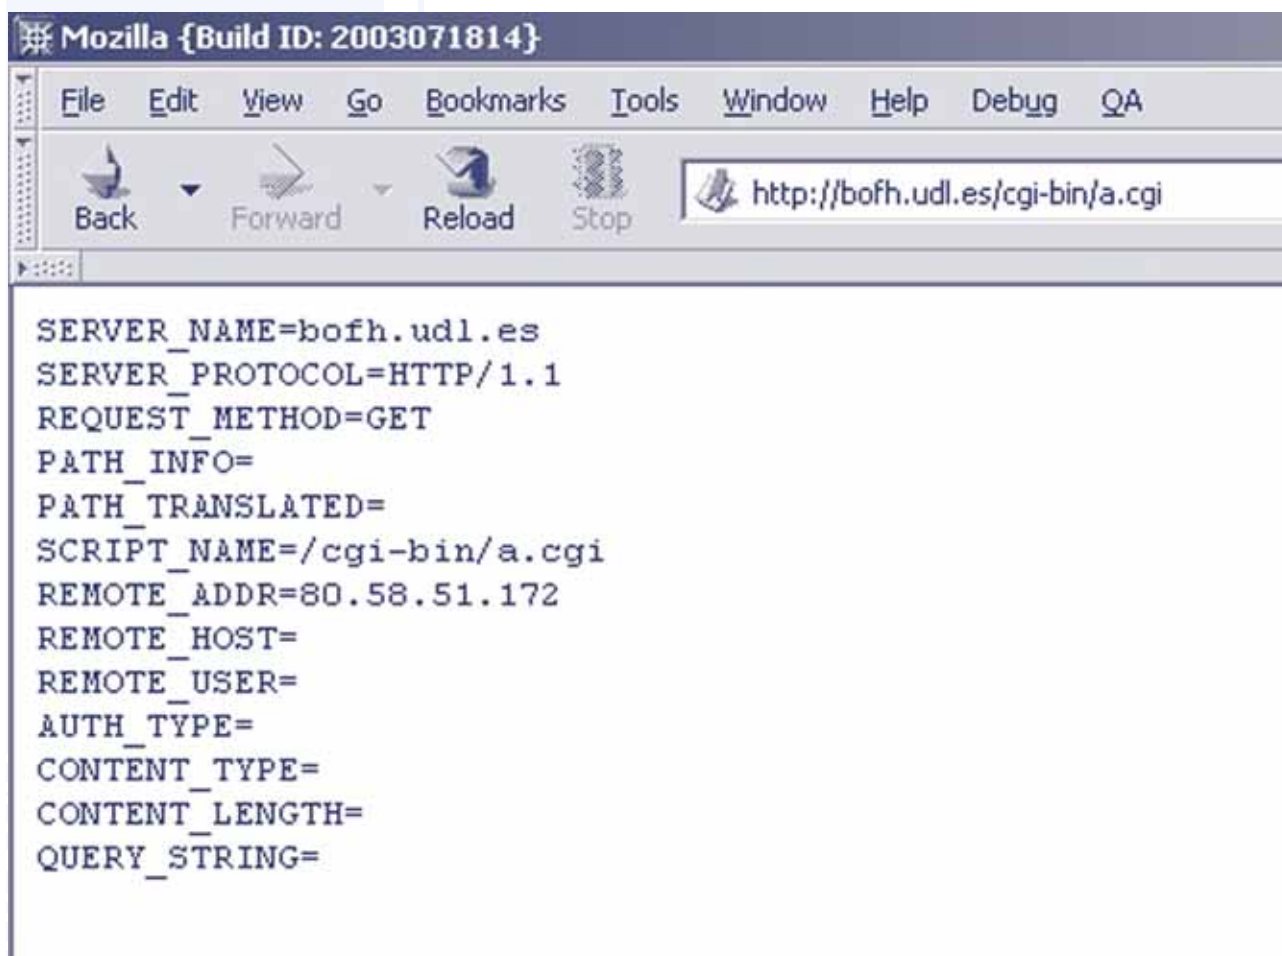 Mozilla {Build ID: 2003071814}
File Edit View Go Bookmarks Tools Window Help Debug QA
Back Forward Reload Stop http://bofh.udl.es/cgi-bin/a.cgi
SERVER_NAME=bofh.udl.es
SERVER_PROTOCOL=HTTP/1.1
REQUEST_METHOD=GET
PATH_INFO=
PATH_TRANSLATED=
SCRIPT_NAME=/cgi-bin/a.cgi
REMOTE_ADDR=80.58.51.172
REMOTE_HOST=
REMOTE_USER=
AUTH_TYPE=
CONTENT_TYPE=
CONTENT_LENGTH=
QUERY_STRING=